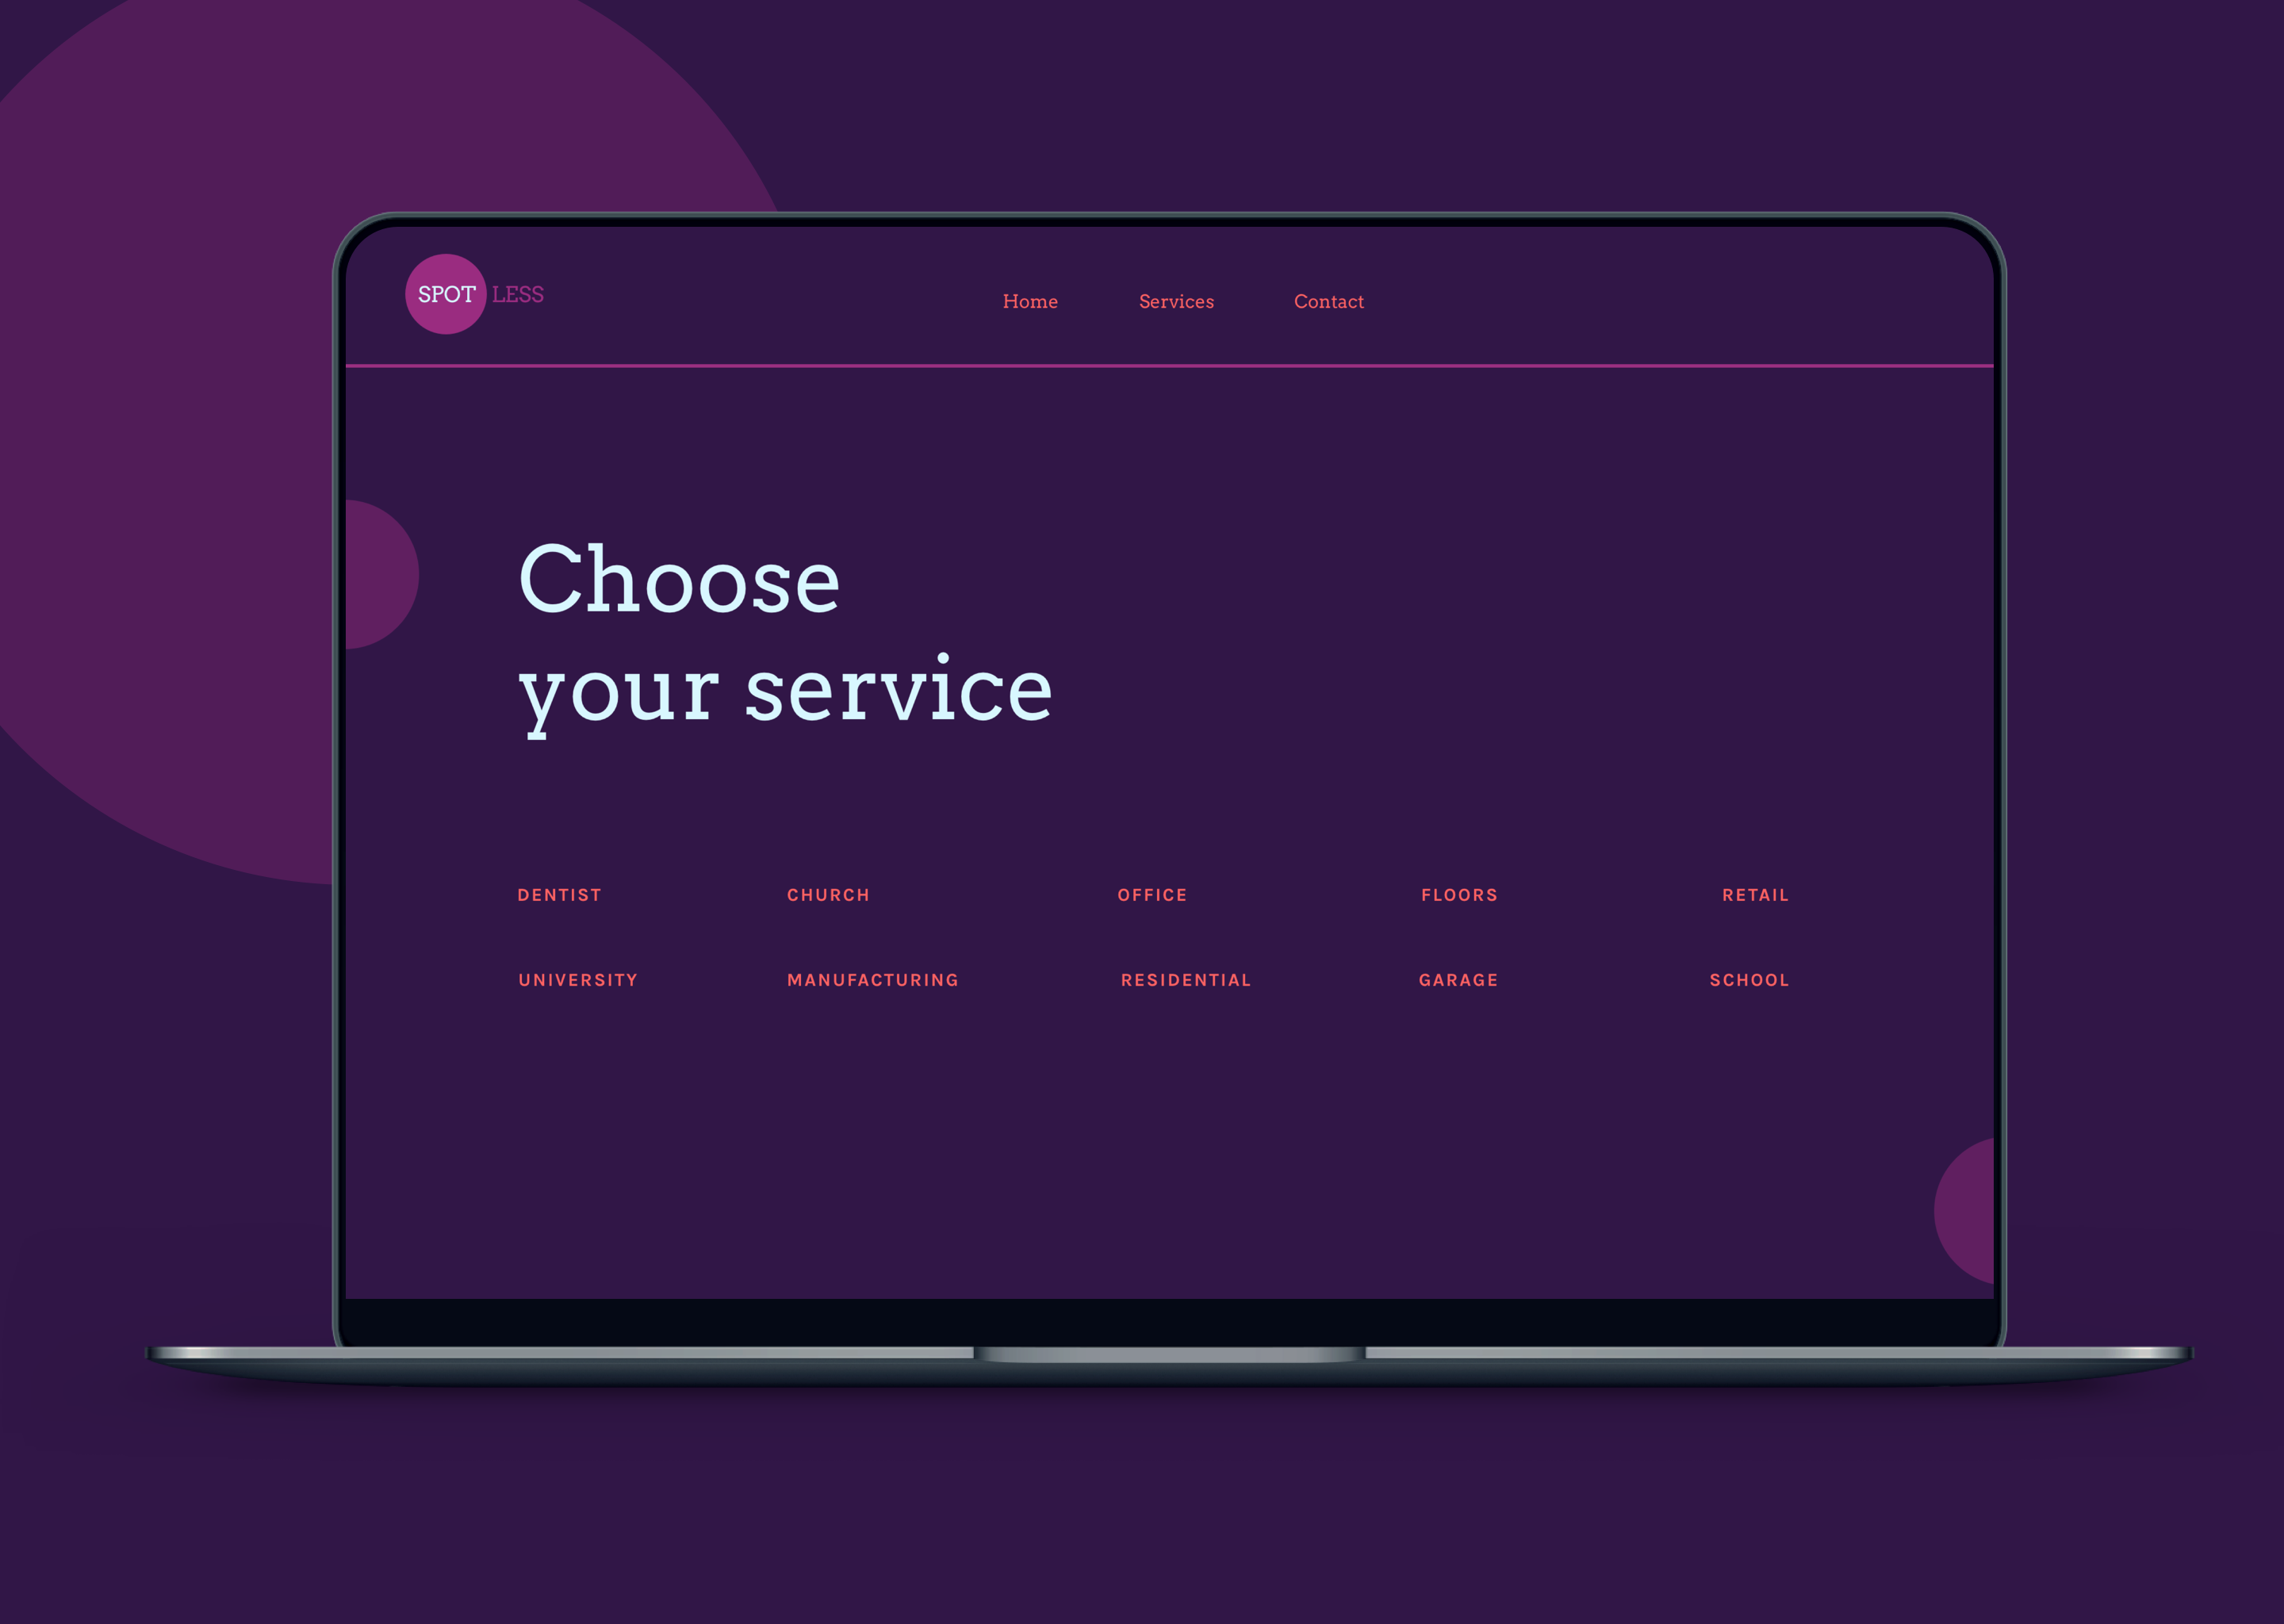 SPOT LESS
Home Services Contact
Choose
your service
DENTIST CHURCH OFFICE FLOORS RETAIL
UNIVERSITY MANUFACTURING RESIDENTIAL GARAGE SCHOOL